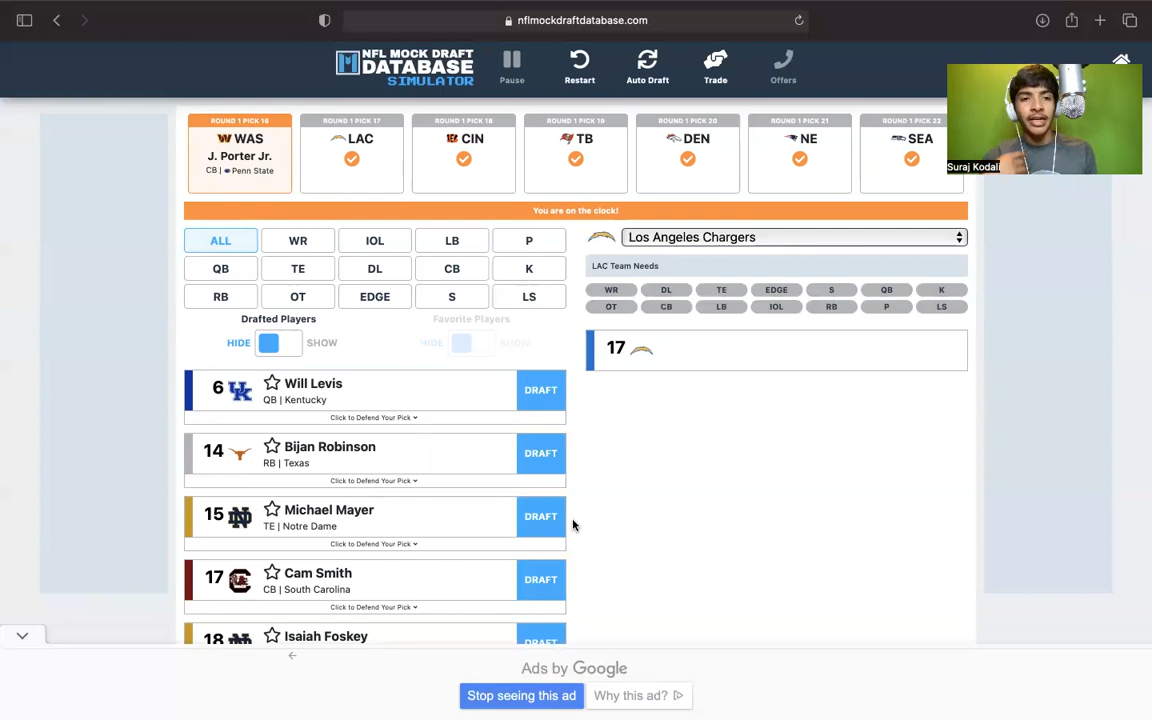 nflmockdraftdatabase.com
NFL MOCK DRAFT
DATABASE
SIMULATOR
Pause
Restart
Auto Draft
Trade
Offers
Suraj Kodali
ROUND 1 PICK 16
WAS
J. Porter Jr.
CB | Penn State
ROUND 1 PICK 17
LAC
ROUND 1 PICK 18
CIN
ROUND 1 PICK 19
TB
ROUND 1 PICK 20
DEN
ROUND 1 PICK 21
NE
ROUND 1 PICK 22
SEA
You are on the clock!
ALL WR IOL LB P
QB TE DL CB K
RB OT EDGE S LS
Drafted Players
HIDE SHOW
Favorite Players
HIDE SHOW
Los Angeles Chargers
LAC Team Needs
WR DL TE EDGE S QB K
OT CB LB IOL RB P LS
17
6 Will Levis
QB | Kentucky
DRAFT
Click to Defend Your Pick
14 Bijan Robinson
RB | Texas
DRAFT
Click to Defend Your Pick
15 Michael Mayer
TE | Notre Dame
DRAFT
Click to Defend Your Pick
17 Cam Smith
CB | South Carolina
DRAFT
Click to Defend Your Pick
18 Isaiah Foskey
DRAFT
Ads by Google
Stop seeing this ad
Why this ad?